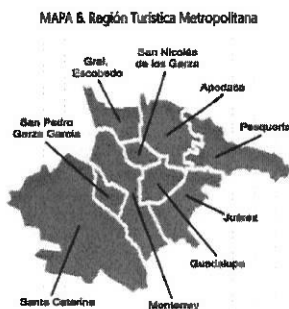 MAPA 6. Región Turística Metropolitana
San Nicolás
de los Garza
Gral.
Escobedo
Apodaca
San Pedro
Garza García
Pesquería
Juárez
Guadalupe
Santa Catarina
Monterrey